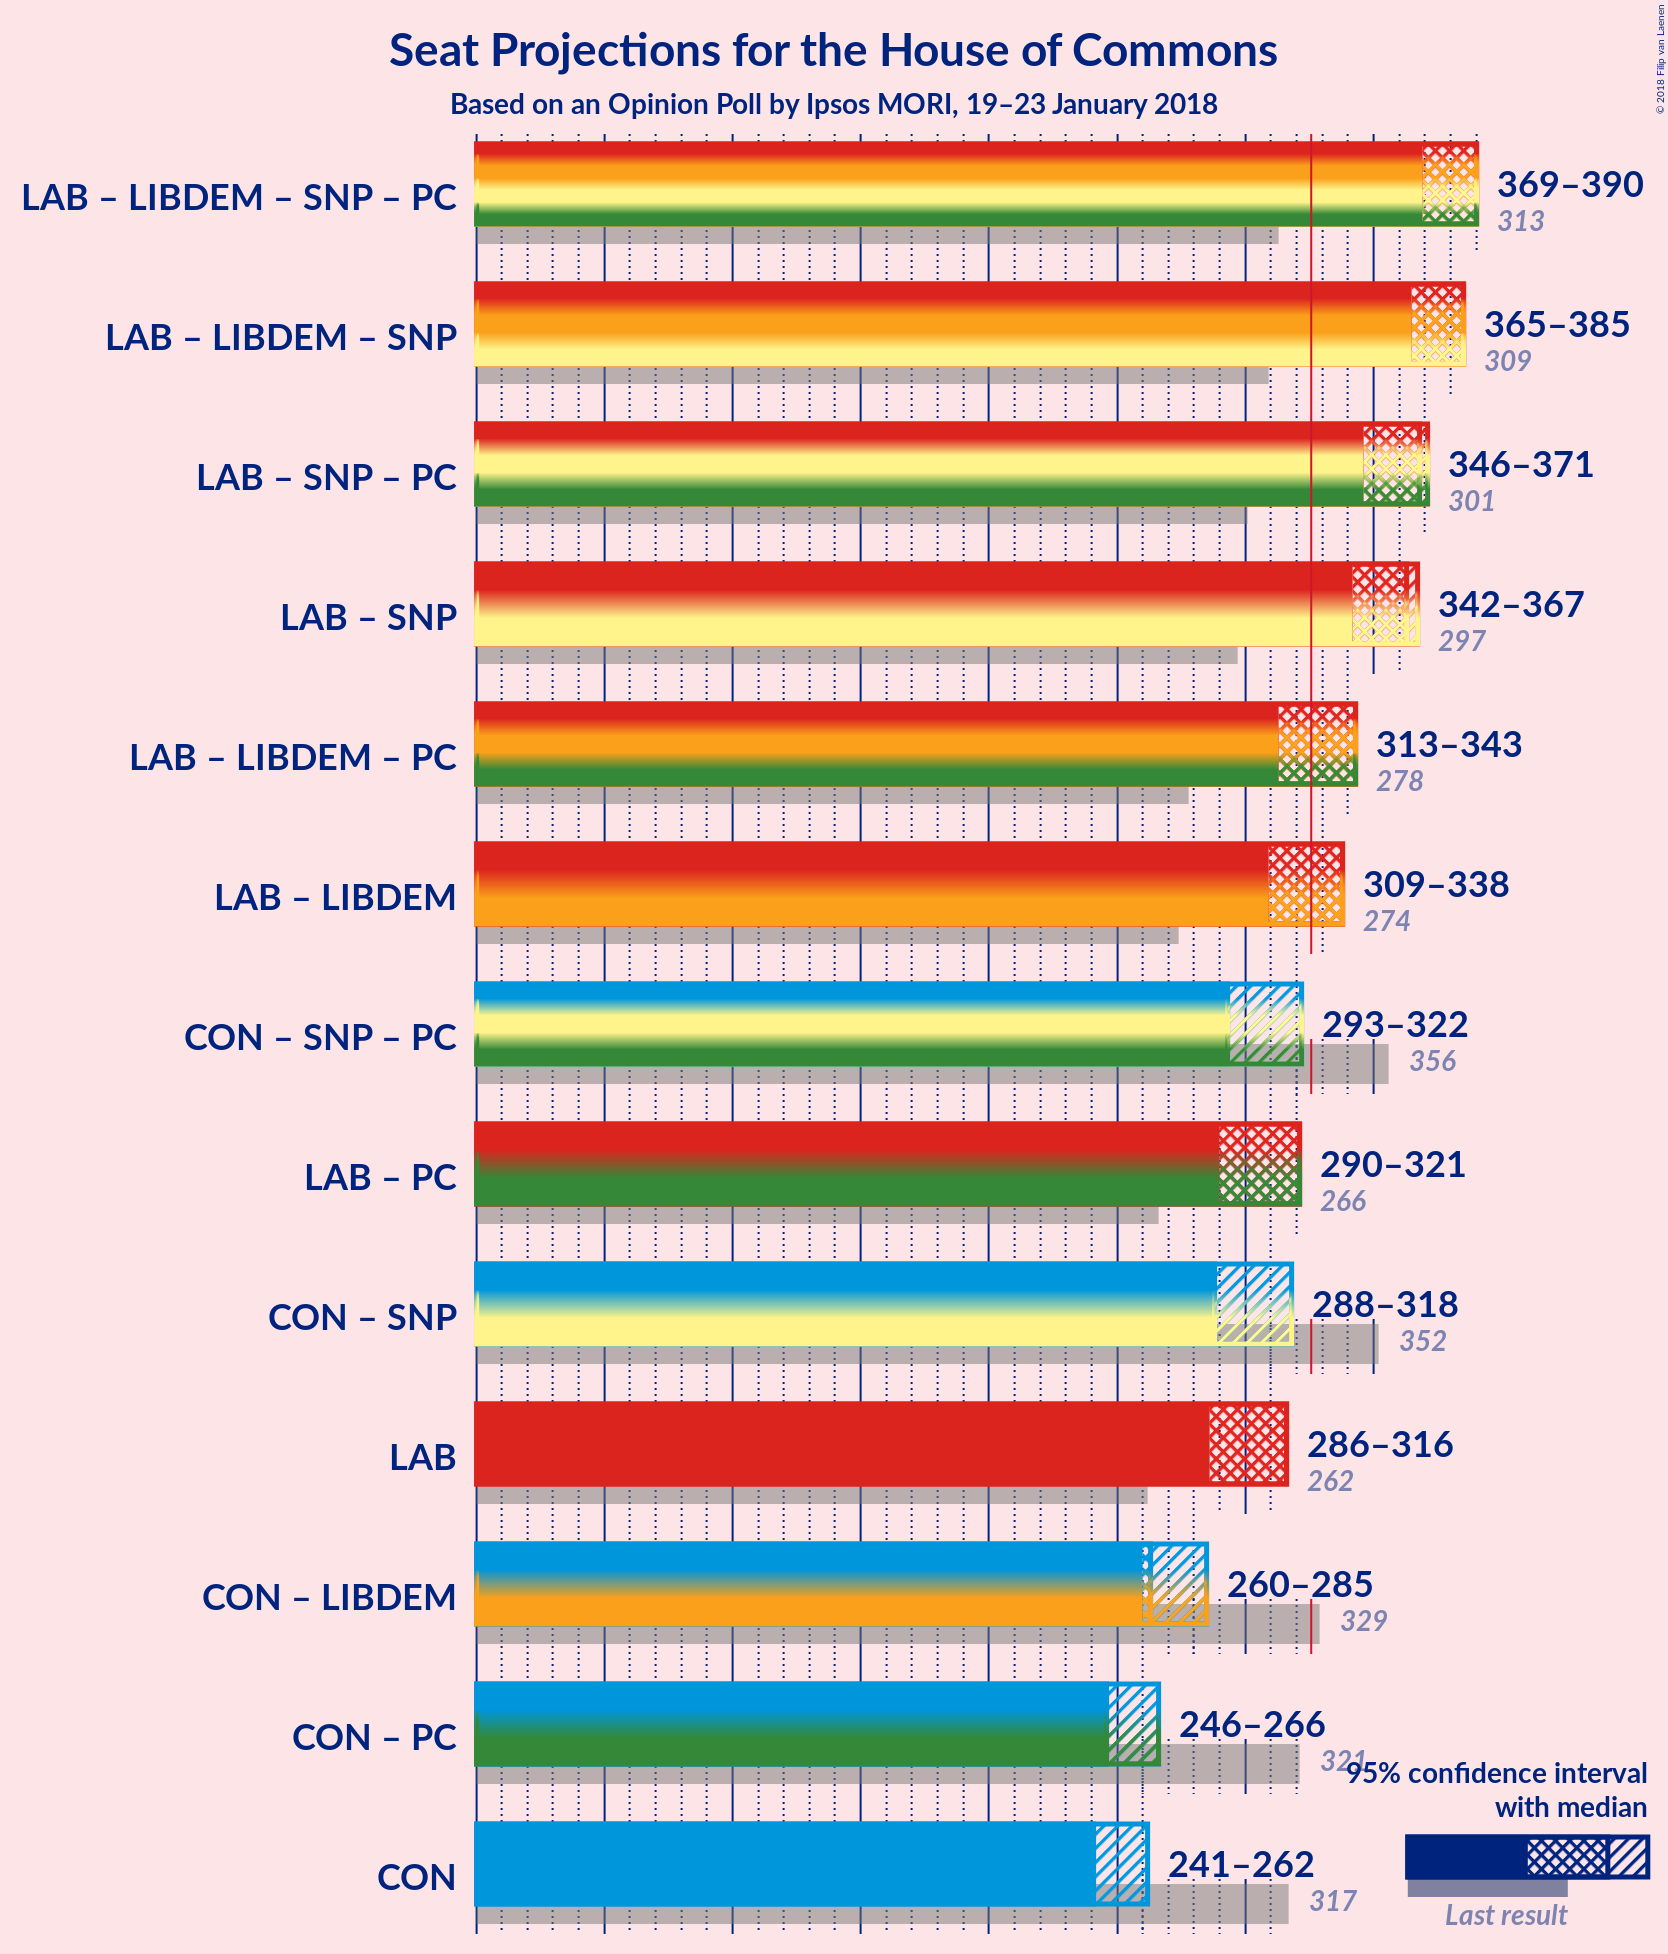 Seat Projections for the House of Commons
Based on an Opinion Poll by Ipsos MORI, 19–23 January 2018
© 2018 Filip van Laenen
LAB – LIBDEM – SNP – PC
369–390
313
LAB – LIBDEM – SNP
365–385
309
LAB – SNP – PC
346–371
301
LAB – SNP
342–367
297
LAB – LIBDEM – PC
313–343
278
LAB – LIBDEM
309–338
274
CON – SNP – PC
293–322
356
LAB – PC
290–321
266
CON – SNP
288–318
352
LAB
286–316
262
CON – LIBDEM
260–285
329
CON – PC
246–266
321
CON
241–262
317
95% confidence interval
with median
Last result